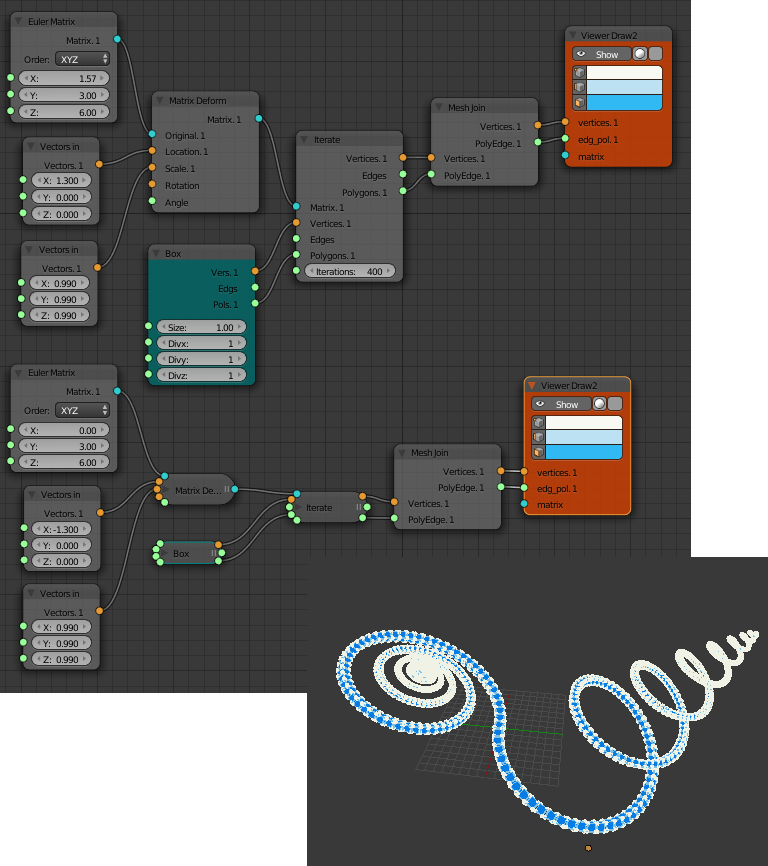 Euler Matrix
Matrix. 1
Order: XYZ
X: 1.57
Y: 3.00
Z: 6.00
Vectors in
Vectors. 1
X: 1.300
Y: 0.000
Z: 0.000
Vectors in
Vectors. 1
X: 0.990
Y: 0.990
Z: 0.990
Matrix Deform
Matrix. 1
Original. 1
Location. 1
Scale. 1
Rotation
Angle
Box
Vers. 1
Edgs
Pols. 1
Size: 1.00
Divx: 1
Divy: 1
Divz: 1
Iterate
Vertices. 1
Edges
Polygons. 1
Matrix. 1
Vertices. 1
Edges
Polygons. 1
Iterations: 400
Mesh Join
Vertices. 1
PolyEdge. 1
Vertices. 1
PolyEdge. 1
Viewer Draw2
Show
vertices. 1
edg_pol. 1
matrix
Euler Matrix
Matrix. 1
Order: XYZ
X: 0.00
Y: 3.00
Z: 6.00
Vectors in
Vectors. 1
X: -1.300
Y: 0.000
Z: 0.000
Vectors in
Vectors. 1
X: 0.990
Y: 0.990
Z: 0.990
Matrix De...
Box
Iterate
Mesh Join
Vertices. 1
PolyEdge. 1
Vertices. 1
PolyEdge. 1
Viewer Draw2
Show
vertices. 1
edg_pol. 1
matrix